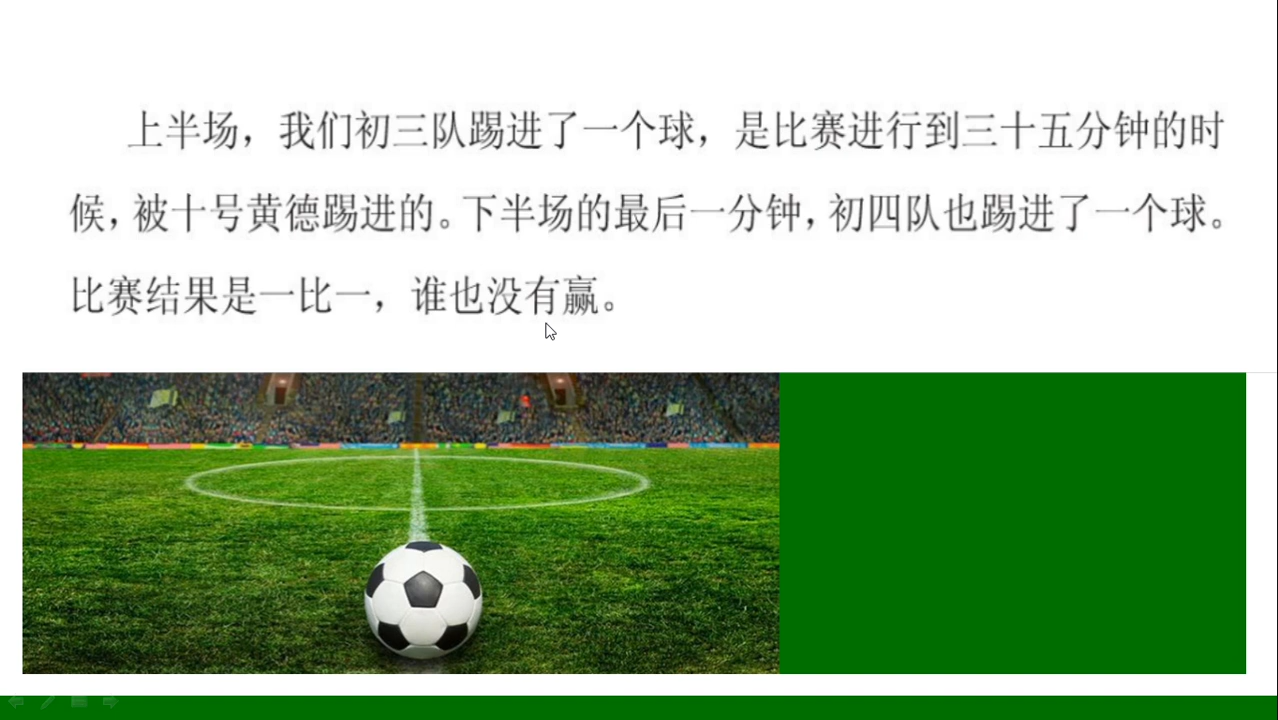 上半场，我们初三队踢进了一个球，是比赛进行到三十五分钟的时
候，被十号黄德踢进的。下半场的最后一分钟，初四队也踢进了一个球。
比赛结果是一比一，谁也没有赢。